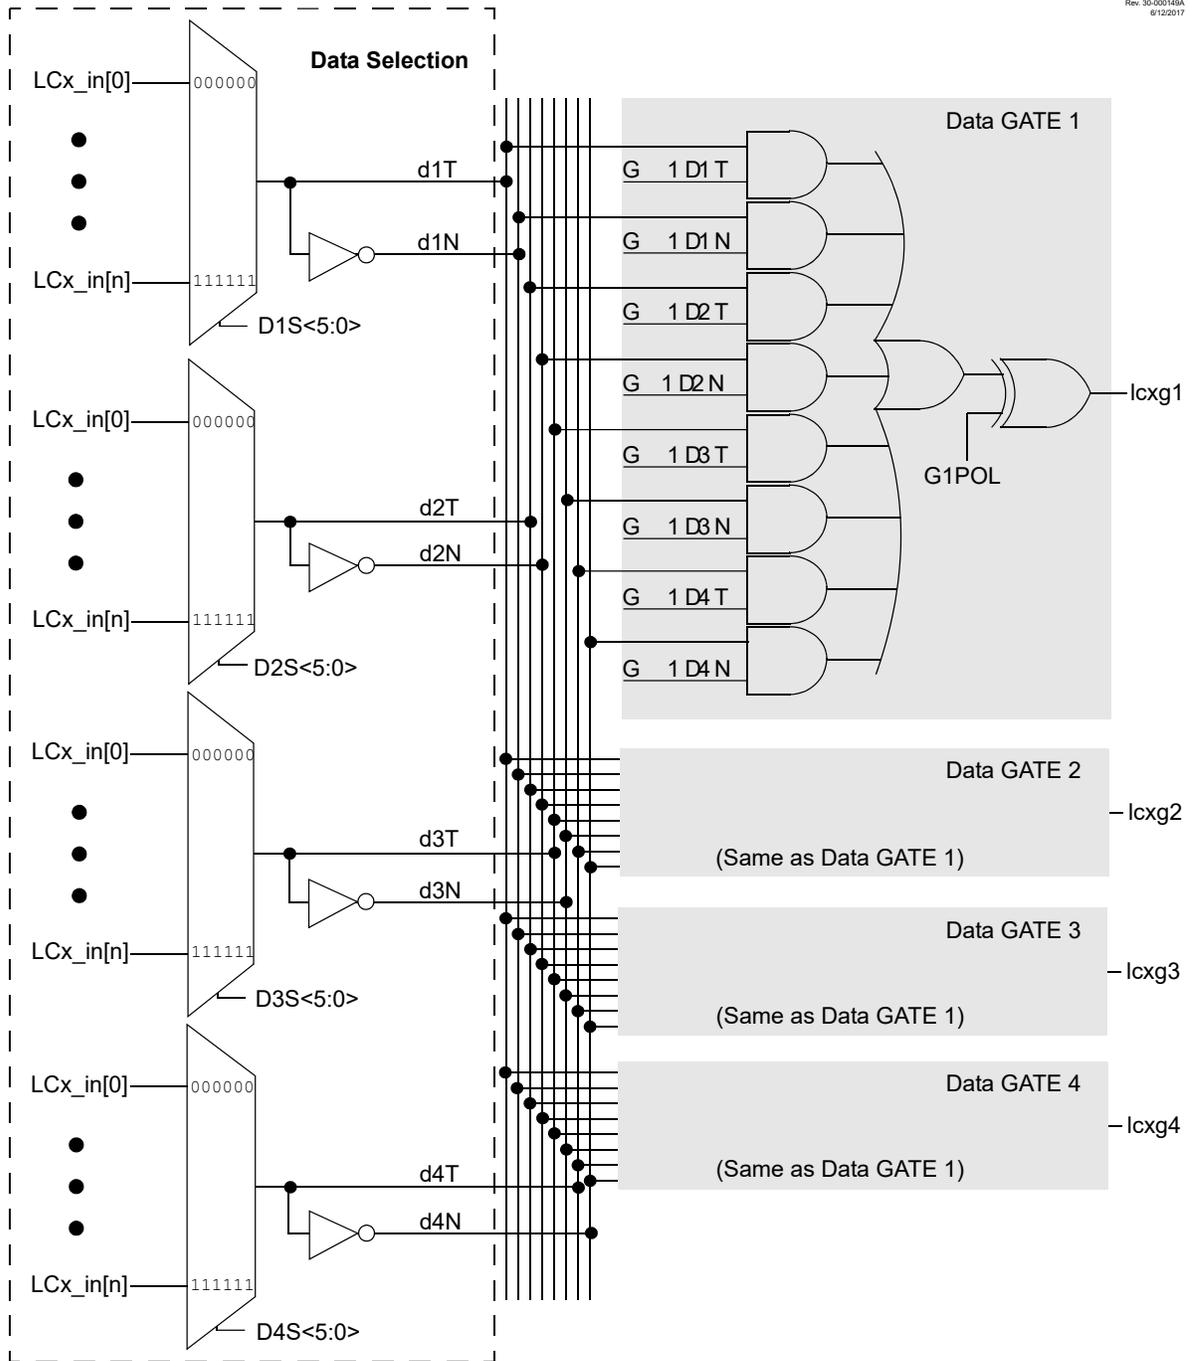 Rev. 30-000149A
6/12/2017
Data Selection
LCx_in[0]
000000
d1T
d1N
LCx_in[n]
111111
D1S<5:0>
LCx_in[0]
000000
d2T
d2N
LCx_in[n]
111111
D2S<5:0>
LCx_in[0]
000000
d3T
d3N
LCx_in[n]
111111
D3S<5:0>
LCx_in[0]
000000
d4T
d4N
LCx_in[n]
111111
D4S<5:0>
Data GATE 1
G 1 D1 T
G 1 D1 N
G 1 D2 T
G 1 D2 N
G 1 D3 T
G 1 D3 N
G 1 D4 T
G 1 D4 N
G1POL
lcxg1
Data GATE 2
(Same as Data GATE 1)
lcxg2
Data GATE 3
(Same as Data GATE 1)
lcxg3
Data GATE 4
(Same as Data GATE 1)
lcxg4